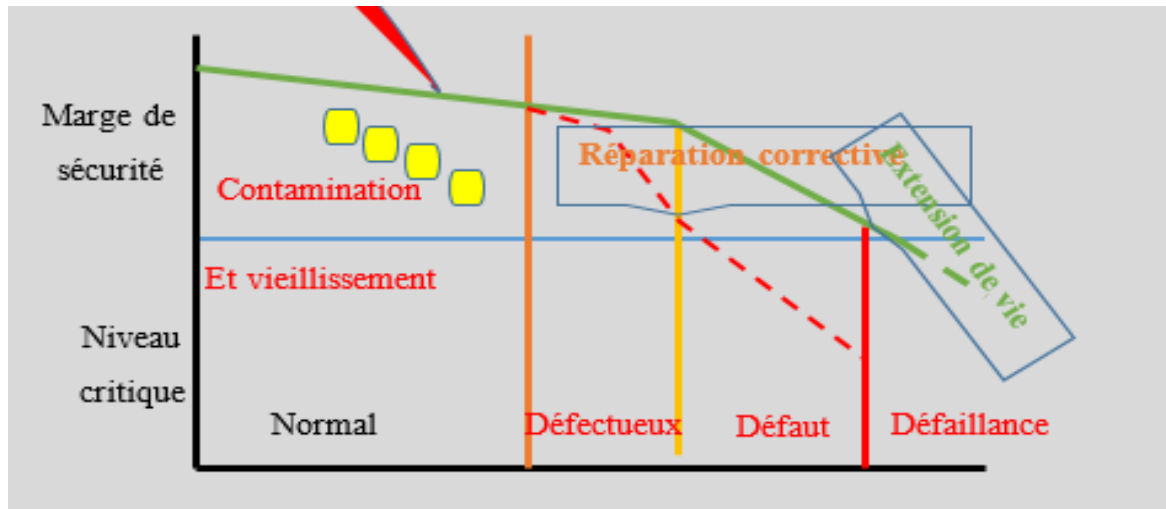 Marge de
sécurité
Réparation corrective
Contamination
Extension de vie
Et vieillissement
Niveau
critique
Normal
Défectueux
Défaut
Défaillance